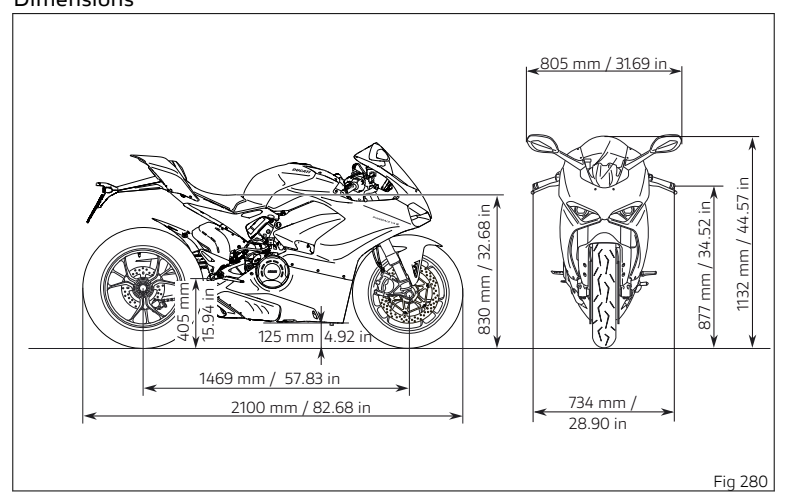 Dimensions
805 mm / 31.69 in
DUCATI
830 mm / 32.68 in
877 mm / 34.52 in
1132 mm / 44.57 in
405 mm
15.94 in
125 mm
4.92 in
1469 mm / 57.83 in
2100 mm / 82.68 in
734 mm /
28.90 in
Fig 280